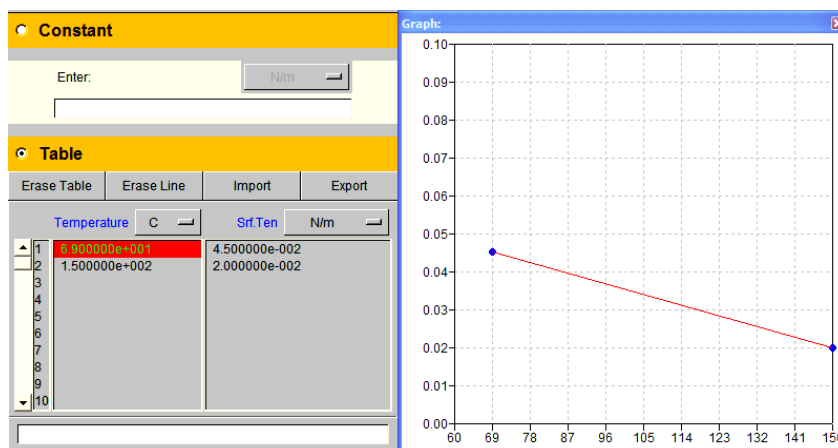 Constant
Enter:
N/m
Table
Erase Table Erase Line Import Export
Temperature C Srf.Ten N/m
1 6.900000e+001 4.500000e-002
2 1.500000e+002 2.000000e-002
3
4
5
6
7
8
9
10
Graph:
0.10
0.09
0.08
0.07
0.06
0.05
0.04
0.03
0.02
0.01
0.00
60 69 78 87 96 105 114 123 132 141 150